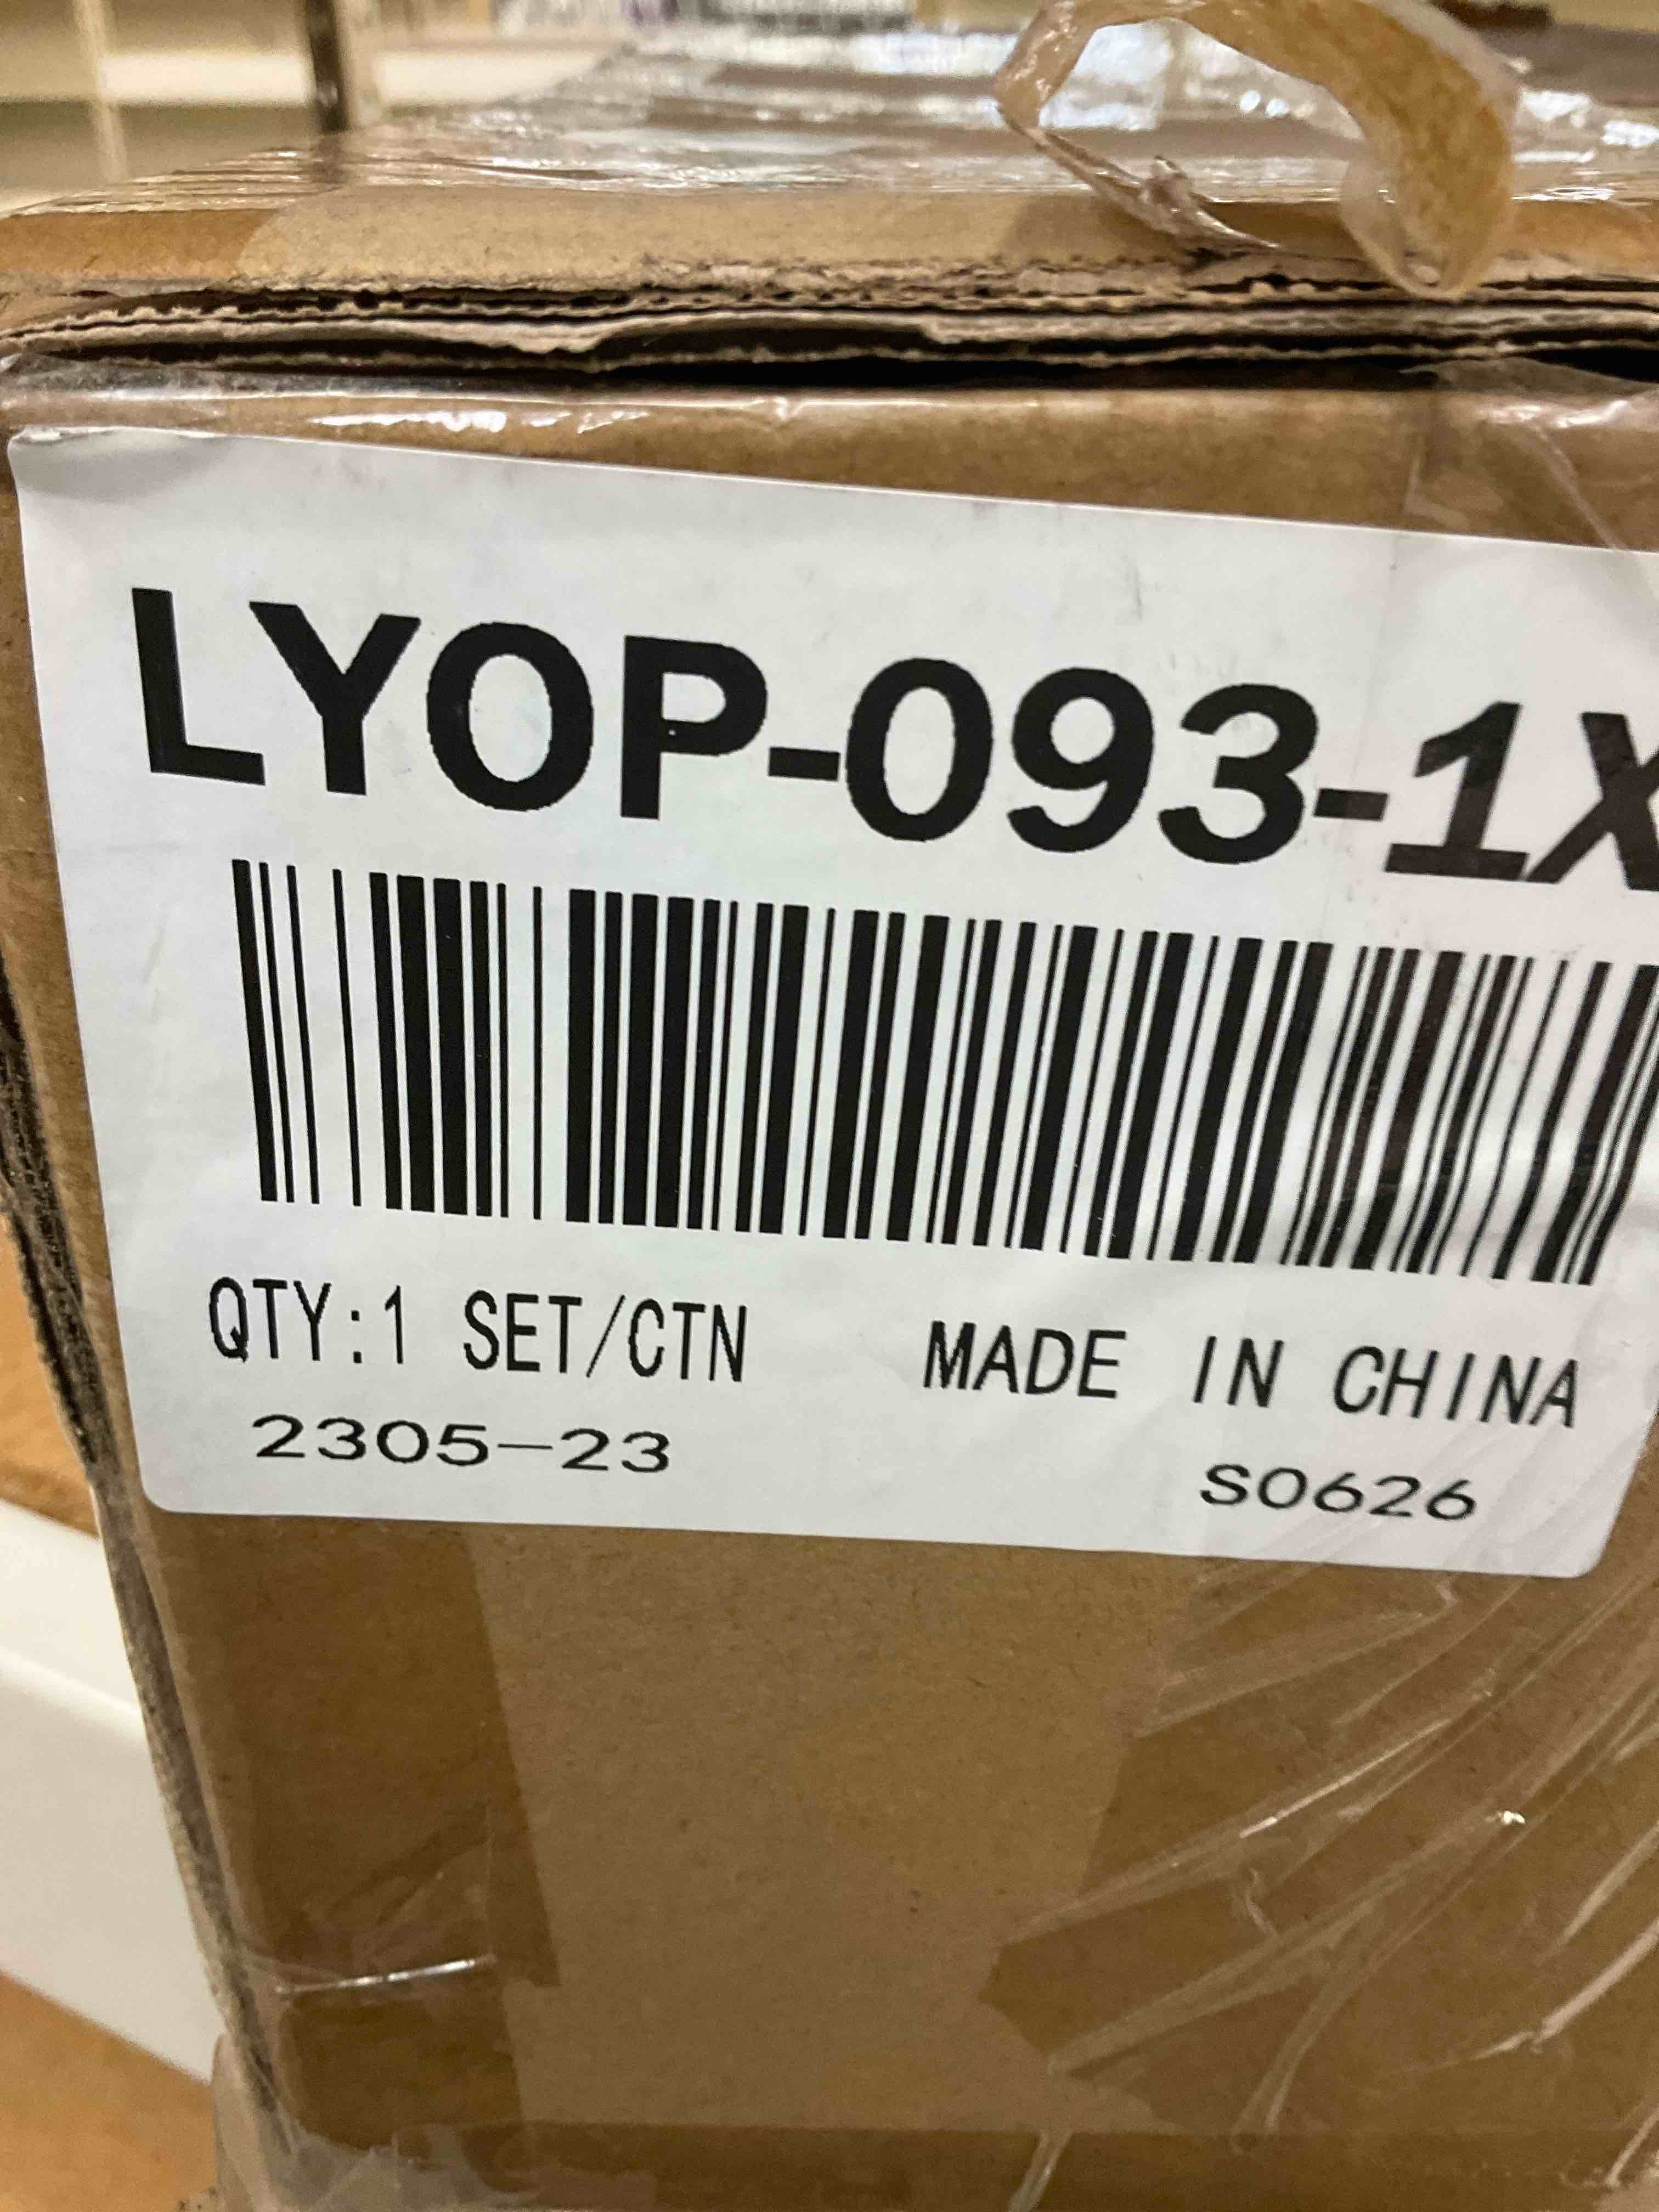 LYOP-093-1X
QTY:1 SET/CTN MADE IN CHINA
2305-23 S0626